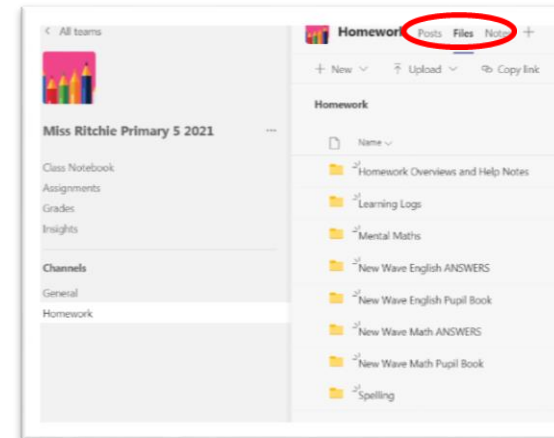 All teams
Miss Ritchie Primary 5 2021
Class Notebook
Assignments
Grades
Insights
Channels
General
Homework
Homework Posts Files Notes +
+ New Upload Copy link
Homework
Name
Homework Overviews and Help Notes
Learning Logs
Mental Maths
New Wave English ANSWERS
New Wave English Pupil Book
New Wave Math ANSWERS
New Wave Math Pupil Book
Spelling